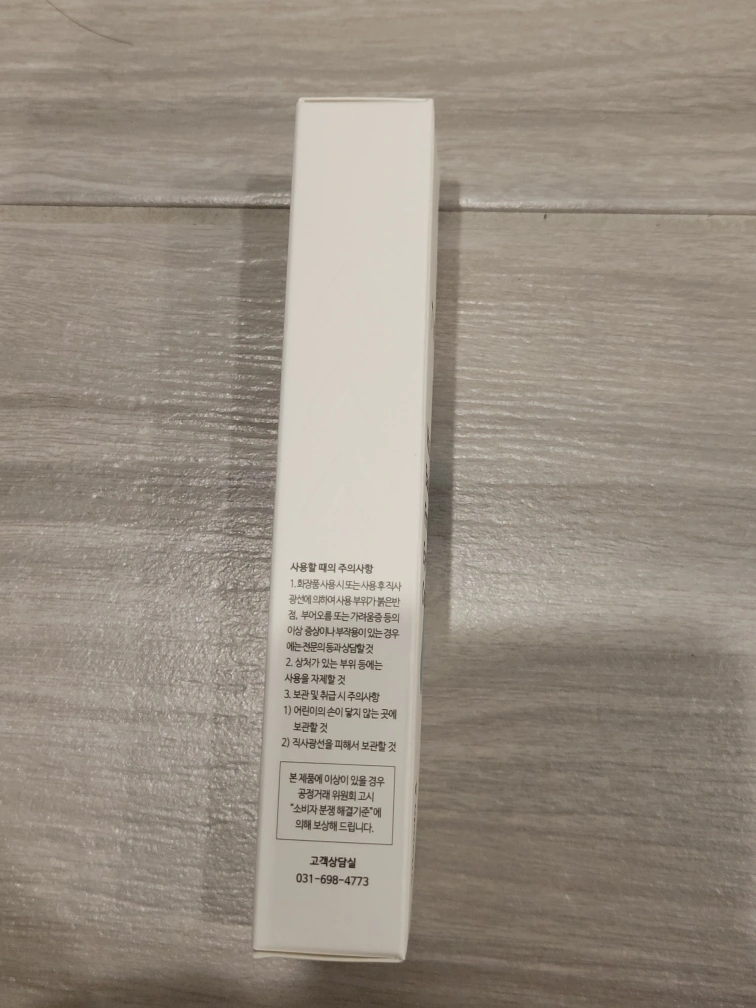 사용할 때의 주의사항
1. 화장품 사용 시 또는 사용 후 직사
광선에 의하여 사용 부위가 붉은반
점, 부어오름 또는 가려움증 등의
이상 증상이나 부작용이 있는 경우
에는 전문의 등과 상담할 것
2. 상처가 있는 부위 등에는
사용을 자제할 것
3. 보관 및 취급 시 주의사항
1) 어린이의 손이 닿지 않는 곳에
보관할 것
2) 직사광선을 피해서 보관할 것
본 제품에 이상이 있을 경우
공정거래 위원회 고시
"소비자 분쟁 해결기준"에
의해 보상해 드립니다.
고객상담실
031-698-4773